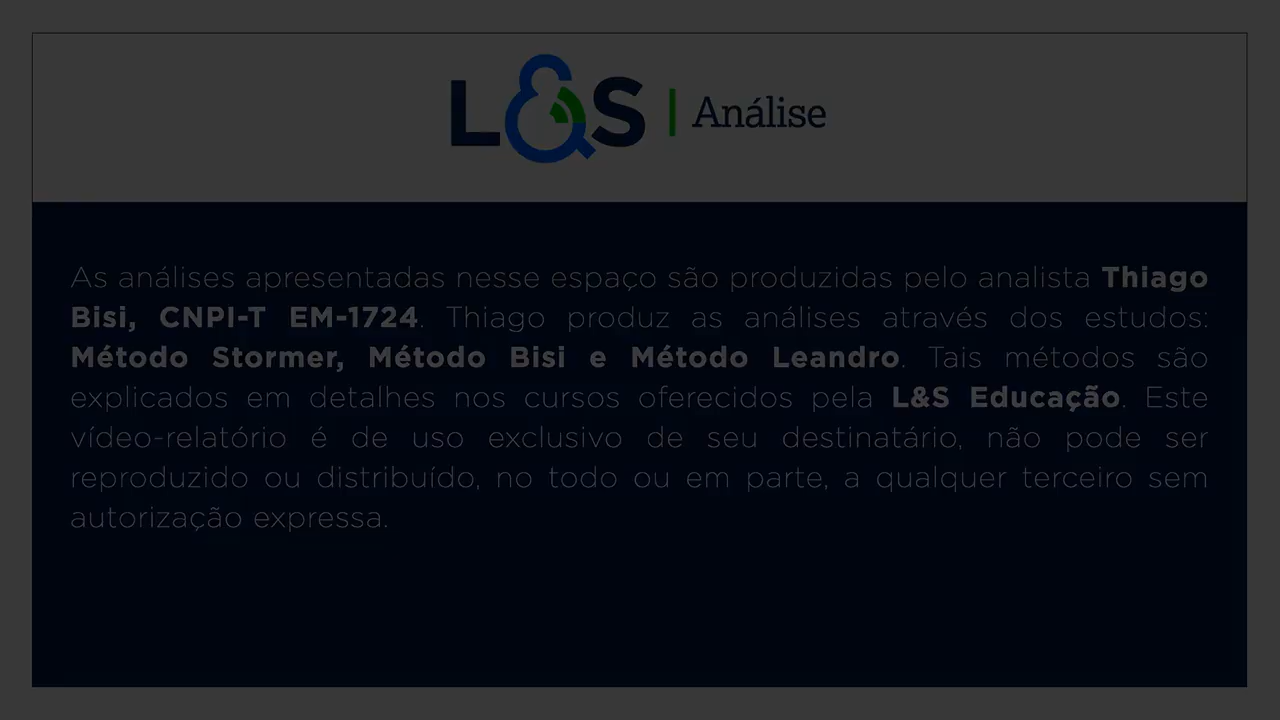 L&S | Análise
As análises apresentadas nesse espaço são produzidas pelo analista Thiago
Bisi, CNPI-T EM-1724. Thiago produz as análises através dos estudos:
Método Stormer, Método Bisi e Método Leandro. Tais métodos são
explicados em detalhes nos cursos oferecidos pela L&S Educação. Este
vídeo-relatório é de uso exclusivo de seu destinatário, não pode ser
reproduzido ou distribuído, no todo ou em parte, a qualquer terceiro sem
autorização expressa.